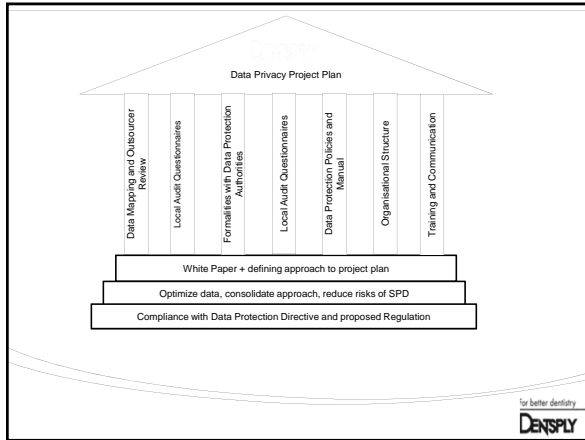 DENTSPLY
Data Privacy Project Plan
Data Mapping and Outsourcer
Review
Local Audit Questionnaires
Formalities with Data Protection
Authorities
Local Audit Questionnaires
Data Protection Policies and
Manual
Organisational Structure
Training and Communication
White Paper + defining approach to project plan
Optimize data, consolidate approach, reduce risks of SPD
Compliance with Data Protection Directive and proposed Regulation
For better dentistry
DENTSPLY